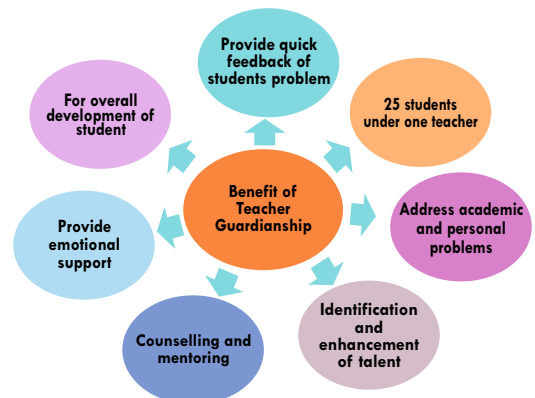 Provide quick
feedback of
students problem
25 students
under one teacher
Address academic
and personal
problems
Identification
and
enhancement
of talent
Counselling and
mentoring
Provide
emotional
support
For overall
development of
student
Benefit of
Teacher
Guardianship